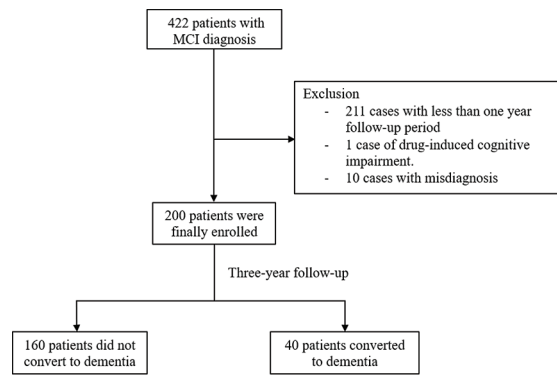 422 patients with
MCI diagnosis
Exclusion
- 211 cases with less than one year
follow-up period
- 1 case of drug-induced cognitive
impairment.
- 10 cases with misdiagnosis
200 patients were
finally enrolled
Three-year follow-up
160 patients did not
convert to dementia
40 patients converted
to dementia